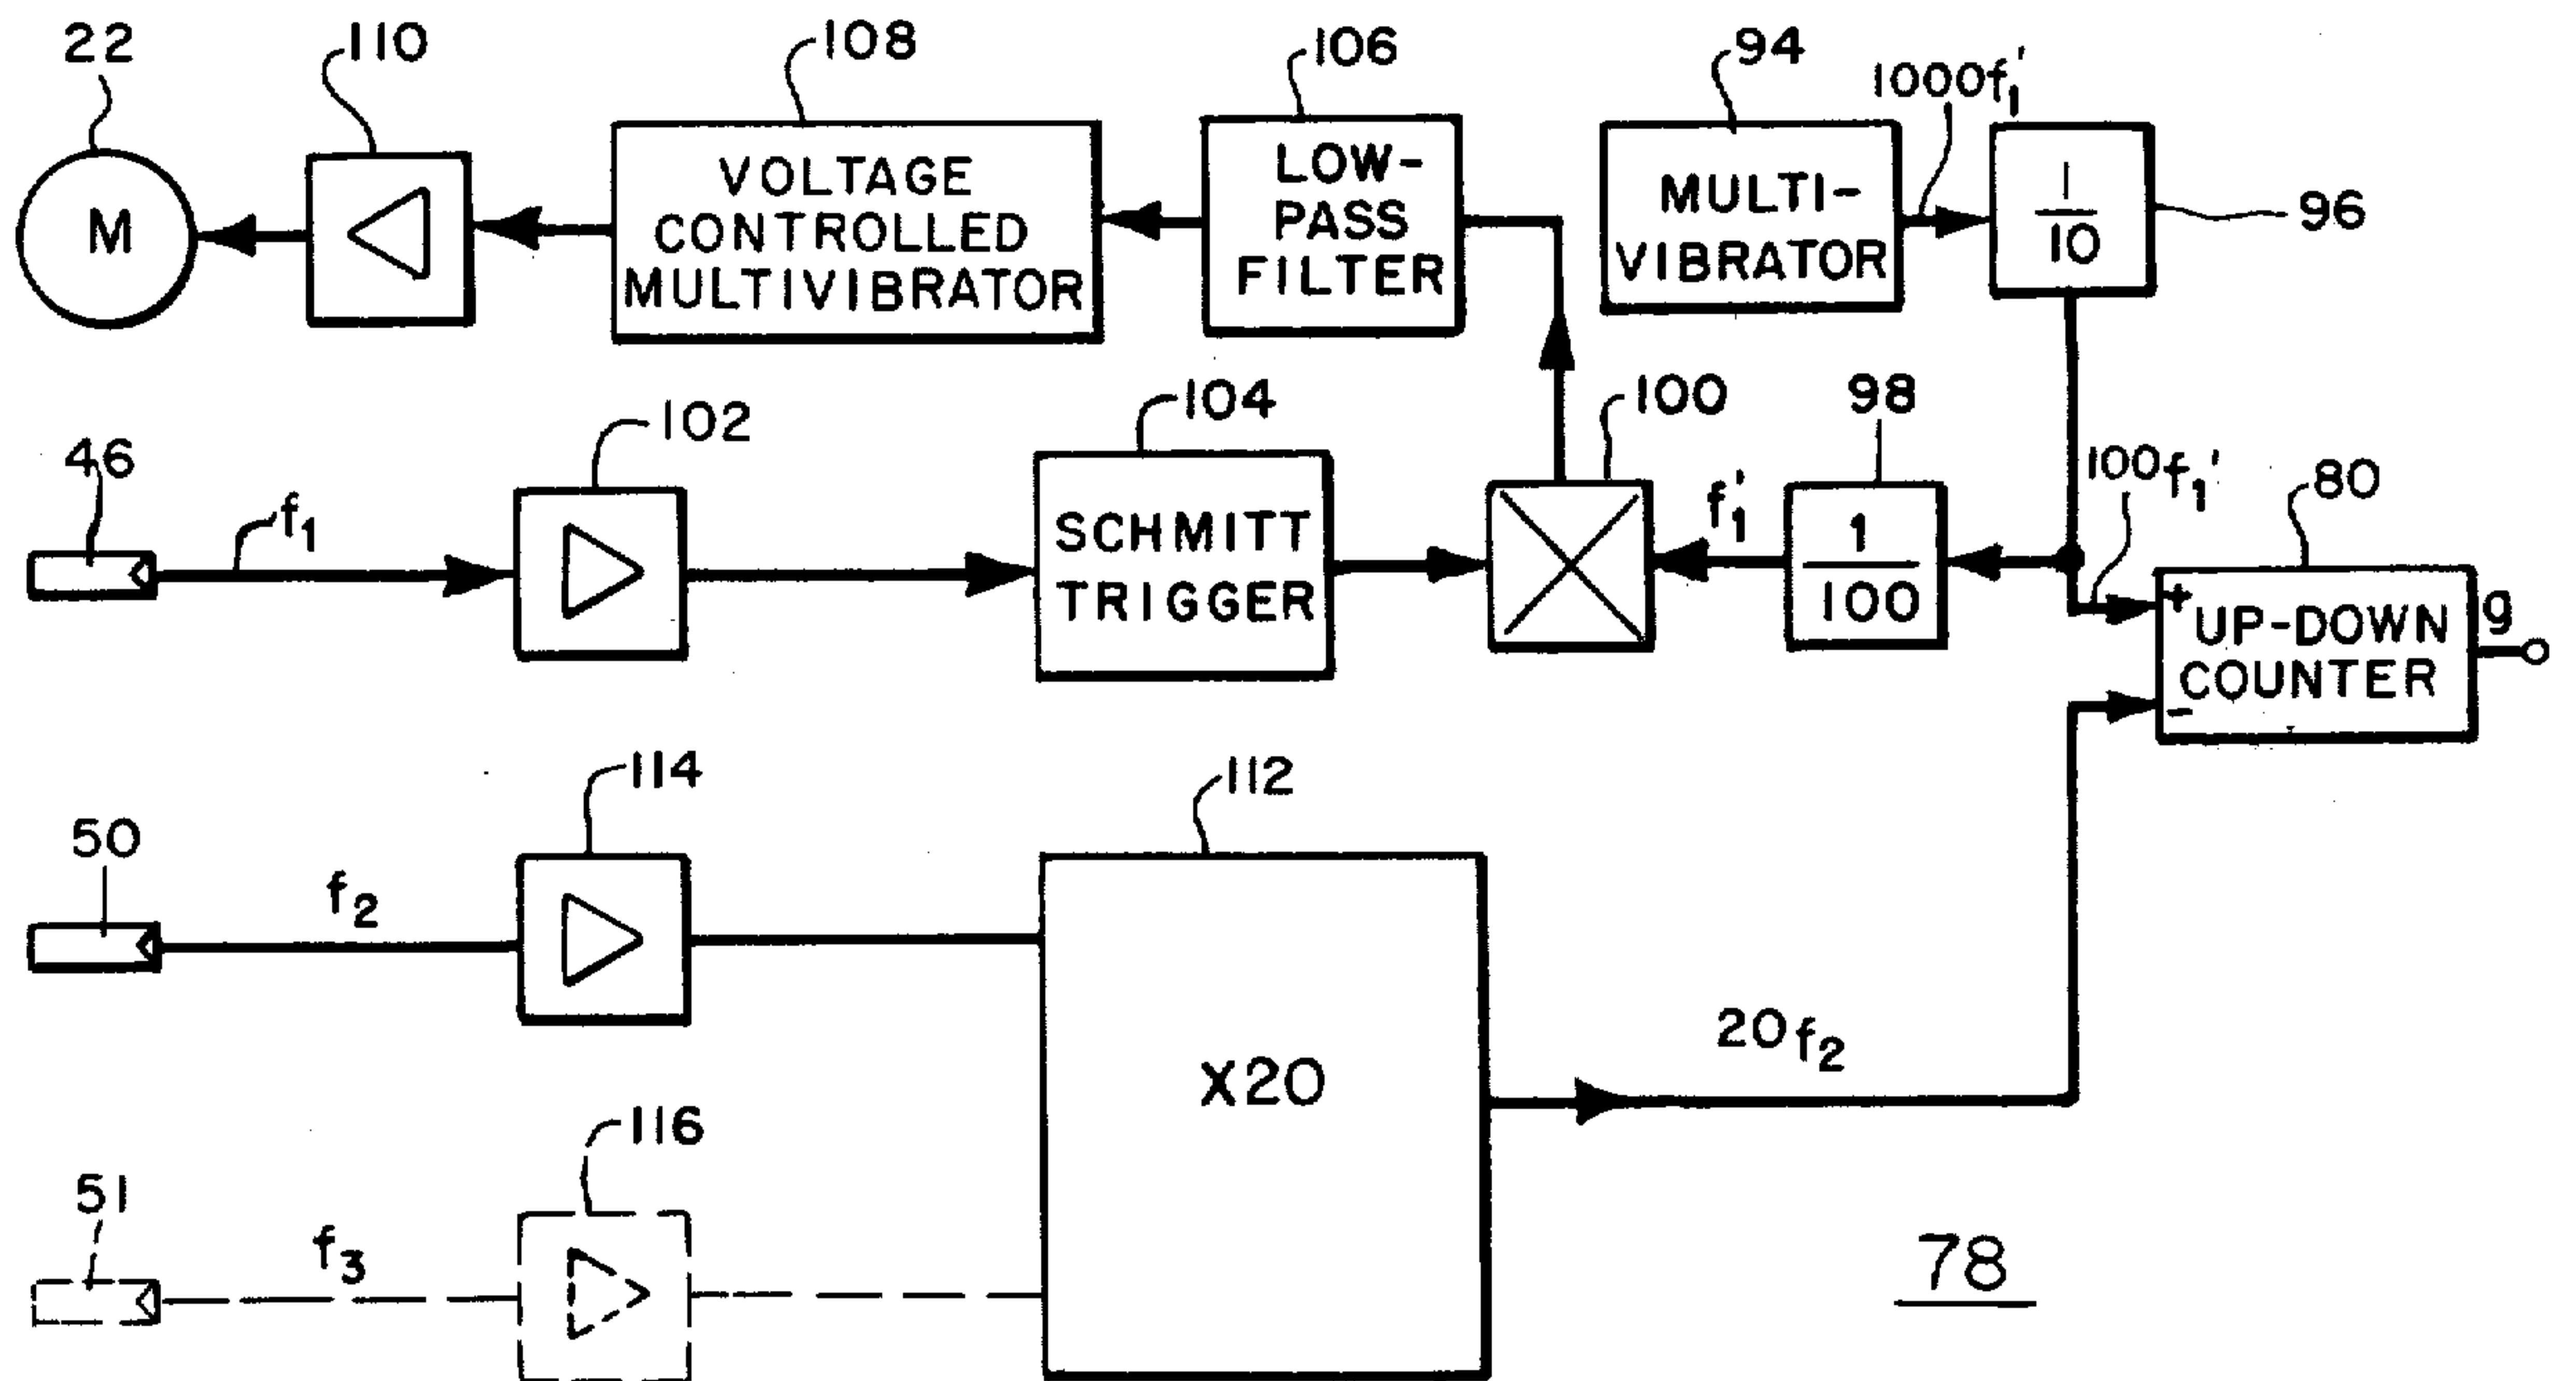 22
110
108
106
94
1000f₁'
M
VOLTAGE
CONTROLLED
MULTIVIBRATOR
LOW-
PASS
FILTER
MULTI-
VIBRATOR
1
10
96
46
f₁
102
104
SCHMITT
TRIGGER
100
f₁'
98
1
100
100f₁'
80
+
UP-DOWN
COUNTER
-
g
50
f₂
114
112
X20
20f₂
51
f₃
116
78